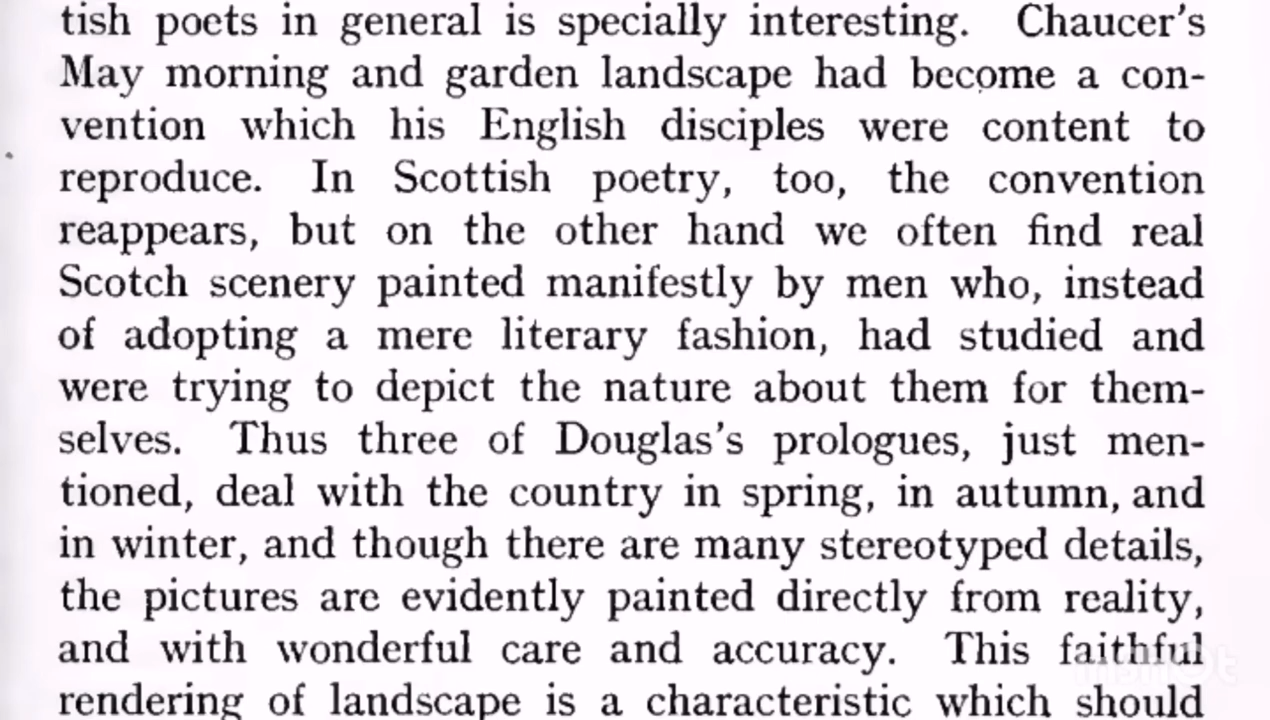 tish poets in general is specially interesting. Chaucer's
May morning and garden landscape had become a con-
vention which his English disciples were content to
reproduce. In Scottish poetry, too, the convention
reappears, but on the other hand we often find real
Scotch scenery painted manifestly by men who, instead
of adopting a mere literary fashion, had studied and
were trying to depict the nature about them for them-
selves. Thus three of Douglas's prologues, just men-
tioned, deal with the country in spring, in autumn, and
in winter, and though there are many stereotyped details,
the pictures are evidently painted directly from reality,
and with wonderful care and accuracy. This faithful
rendering of landscape is a characteristic which should